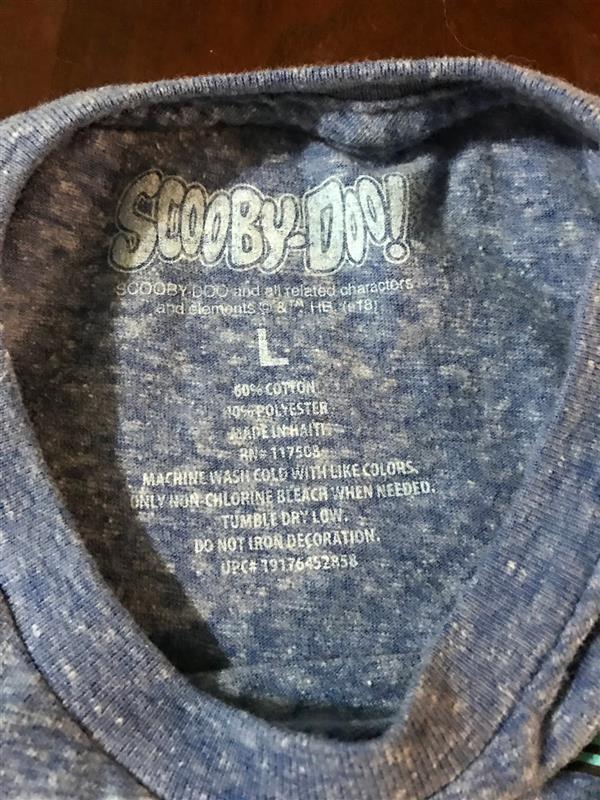 SCOOBY-DOO!
SCOOBY-DOO and all related characters
and elements © & ™ HB. (s18)
L
60% COTTON
40% POLYESTER
MADE IN HAITI
RN# 117508
MACHINE WASH COLD WITH LIKE COLORS.
ONLY NON-CHLORINE BLEACH WHEN NEEDED.
TUMBLE DRY LOW.
DO NOT IRON DECORATION.
UPC# 19176452858